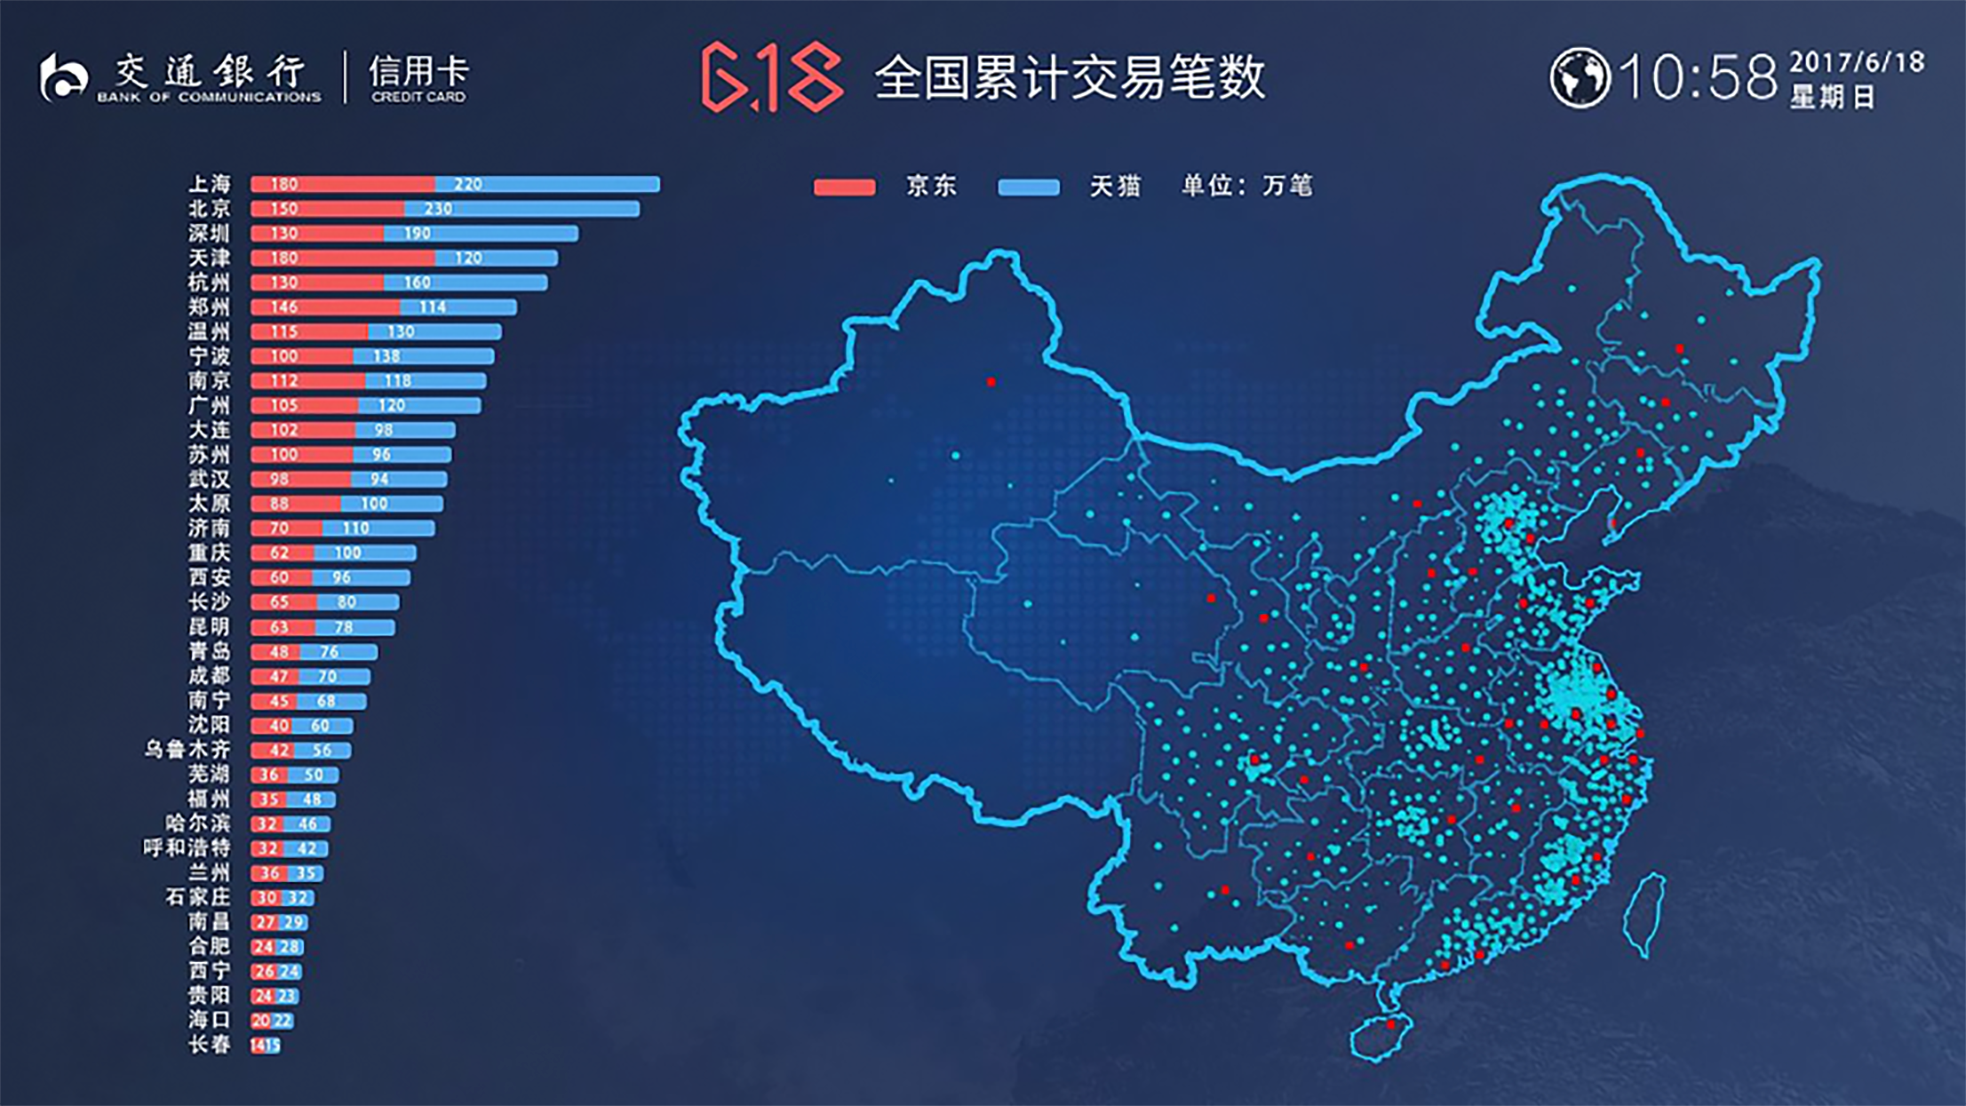 交通銀行 信用卡
BANK OF COMMUNICATIONS CREDIT CARD
6.18 全国累计交易笔数
10:58 2017/6/18
星期日
京东 天猫 单位：万笔
上海 180 220
北京 150 230
深圳 130 190
天津 180 120
杭州 130 160
郑州 146 114
温州 115 130
宁波 100 138
南京 112 118
广州 105 120
大连 102 98
苏州 100 96
武汉 98 94
太原 88 100
济南 70 110
重庆 62 100
西安 60 96
长沙 65 80
昆明 63 78
青岛 48 76
成都 47 70
南宁 45 68
沈阳 40 60
乌鲁木齐 42 56
芜湖 36 50
福州 35 48
哈尔滨 32 46
呼和浩特 32 42
兰州 36 35
石家庄 30 32
南昌 27 29
合肥 24 28
西宁 26 24
贵阳 24 23
海口 20 22
长春 14 15